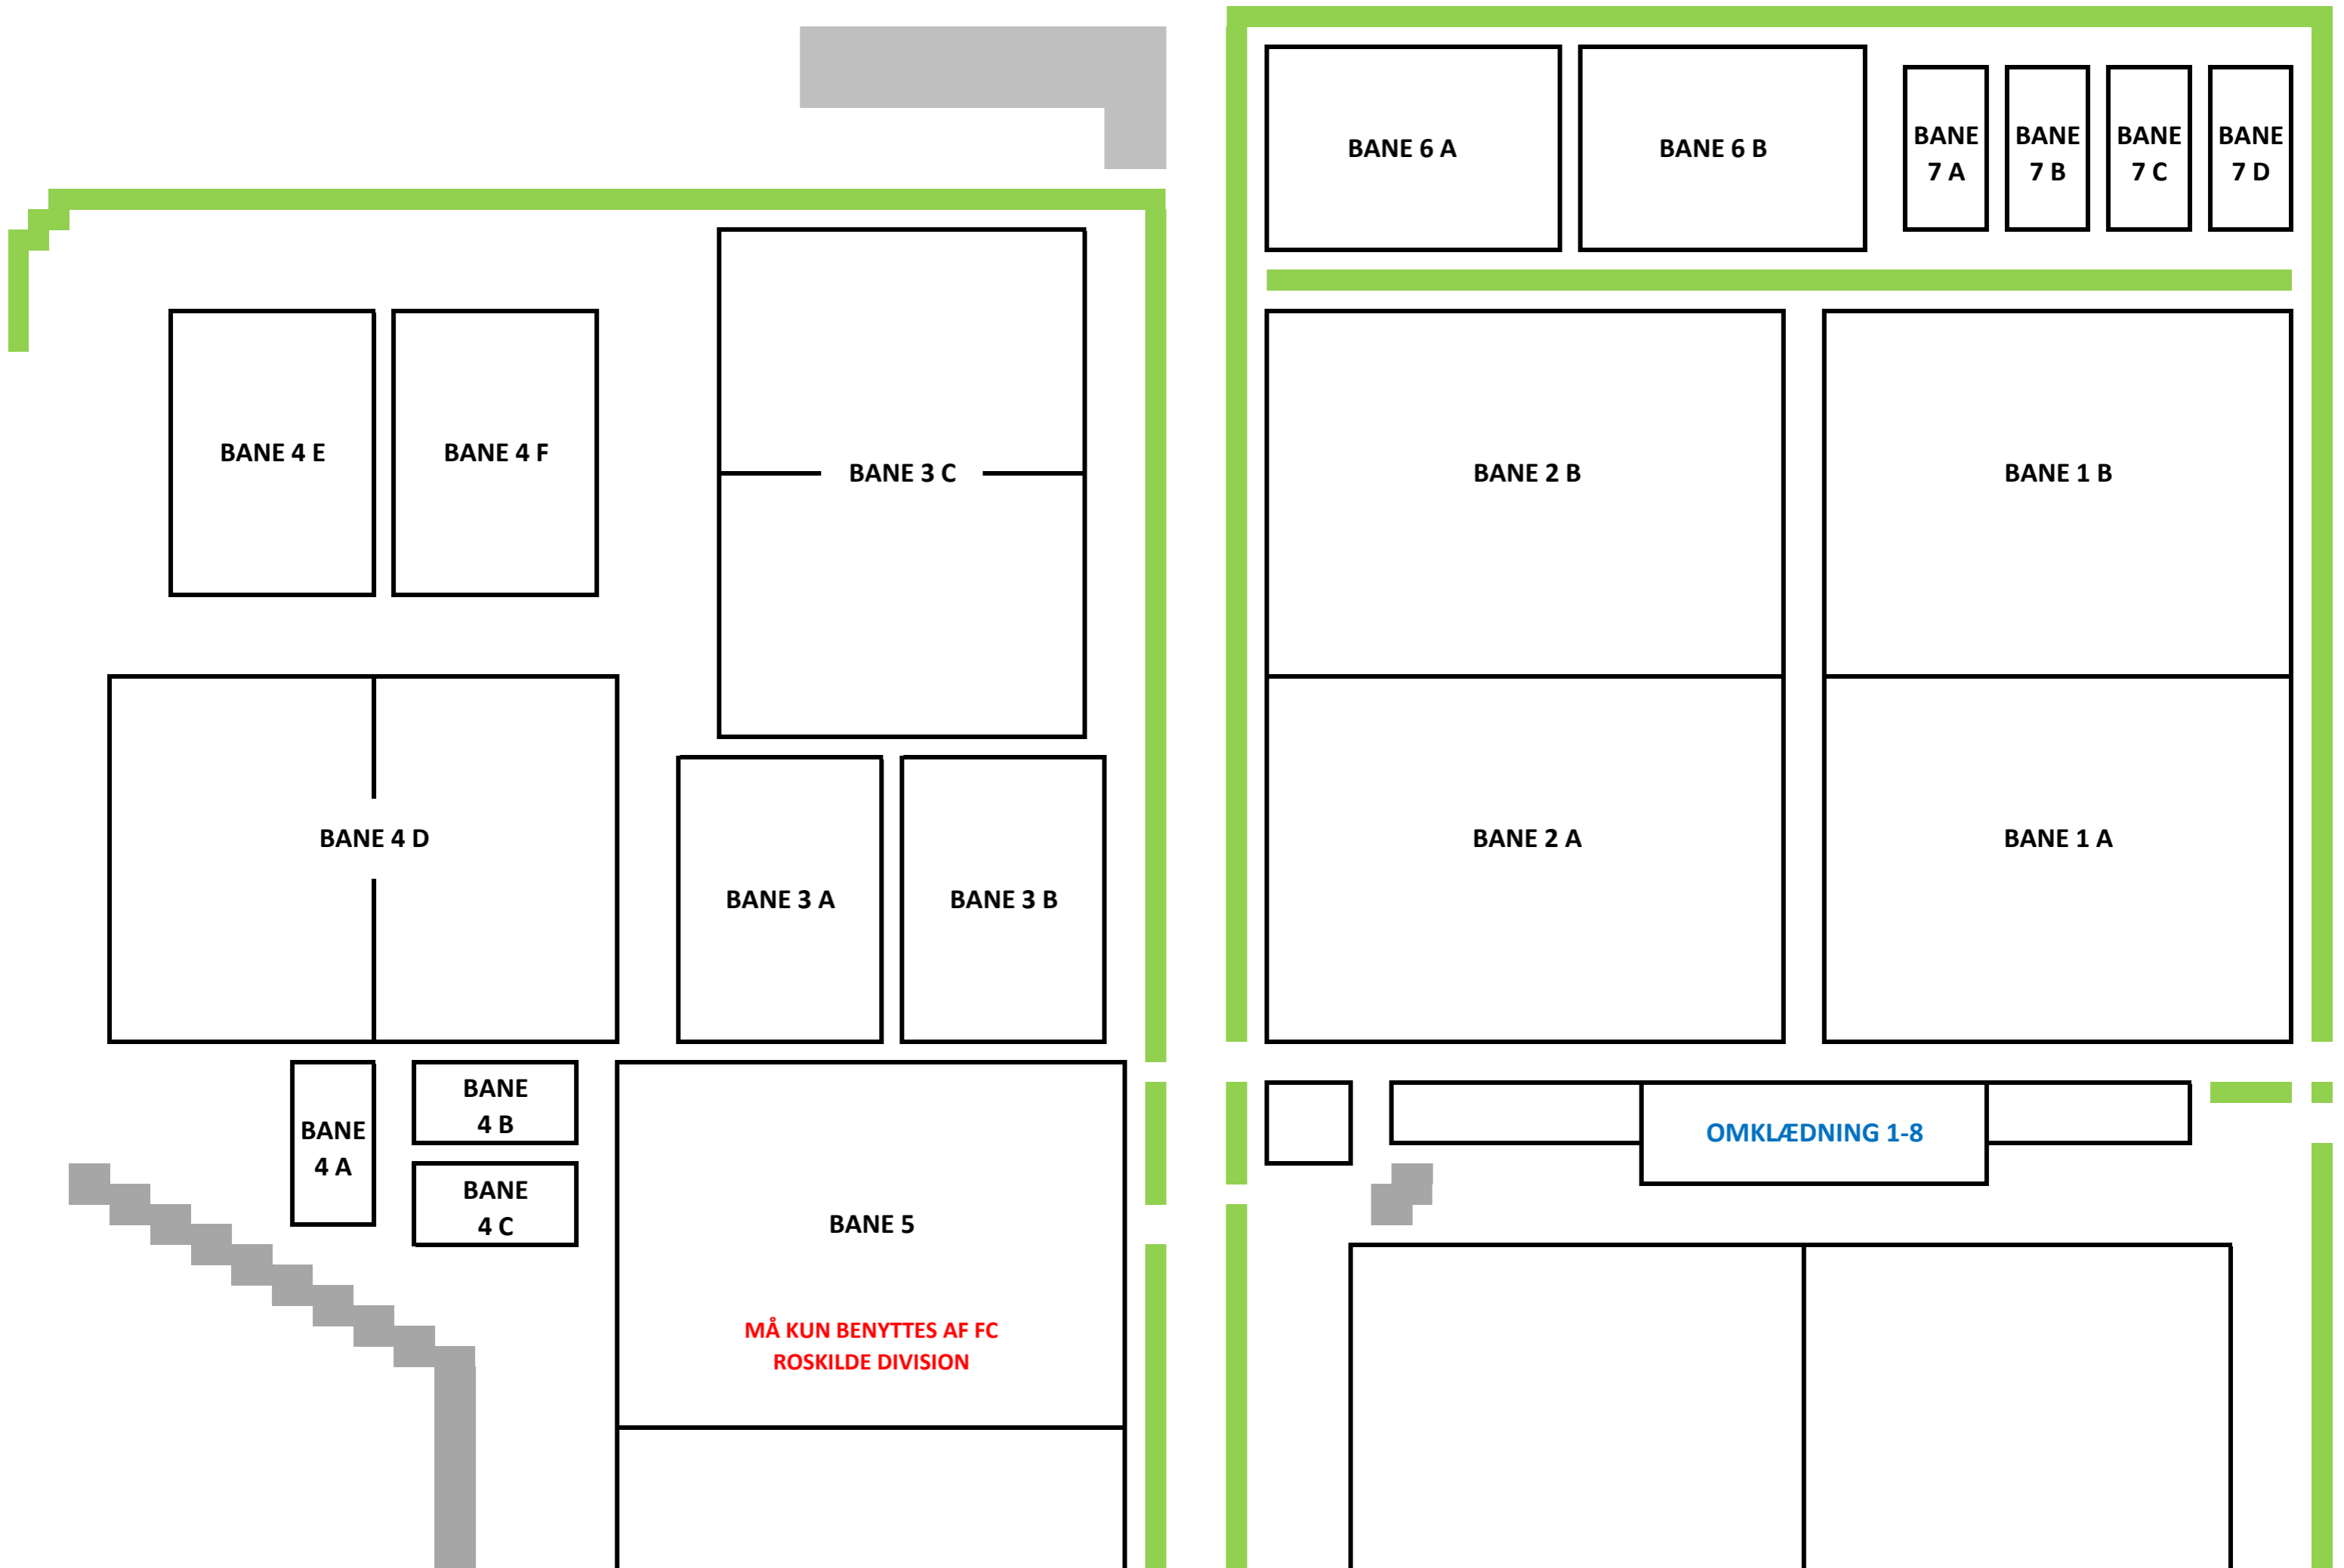 BANE 6 A
BANE 6 B
BANE
7 A
BANE
7 B
BANE
7 C
BANE
7 D
BANE 4 E
BANE 4 F
BANE 3 C
BANE 2 B
BANE 1 B
BANE 4 D
BANE 3 A
BANE 3 B
BANE 2 A
BANE 1 A
BANE
4 A
BANE
4 B
BANE
4 C
BANE 5
MÅ KUN BENYTTES AF FC
ROSKILDE DIVISION
OMKLÆDNING 1-8